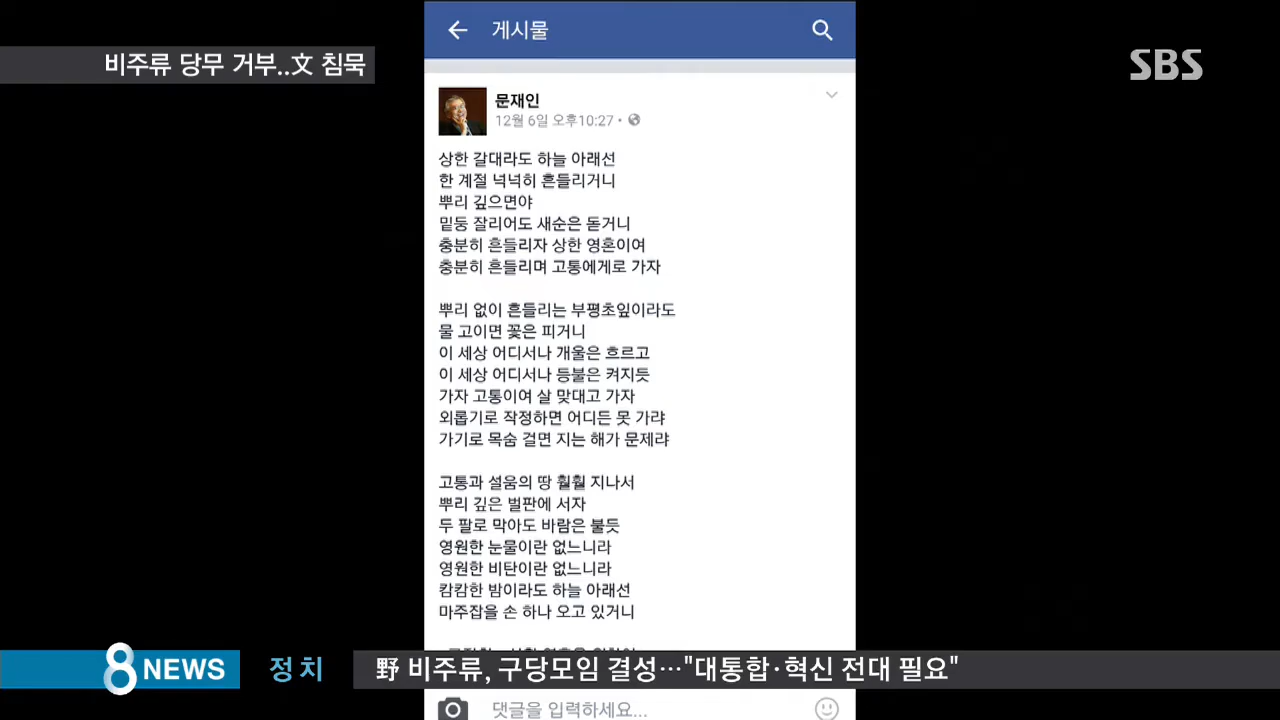 비주류 당무 거부..文 침묵
SBS
게시물
문재인
12월 6일 오후10:27
상한 갈대라도 하늘 아래선
한 계절 넉넉히 흔들리거니
뿌리 깊으면야
밑둥 잘리어도 새순은 돋거니
충분히 흔들리자 상한 영혼이여
충분히 흔들리며 고통에게로 가자
뿌리 없이 흔들리는 부평초잎이라도
물 고이면 꽃은 피거니
이 세상 어디서나 개울은 흐르고
이 세상 어디서나 등불은 켜지듯
가자 고통이여 살 맞대고 가자
외롭기로 작정하면 어디든 못 가랴
가기로 목숨 걸면 지는 해가 문제랴
고통과 설움의 땅 훨훨 지나서
뿌리 깊은 벌판에 서자
두 팔로 막아도 바람은 불듯
영원한 눈물이란 없느니라
영원한 비탄이란 없느니라
캄캄한 밤이라도 하늘 아래선
마주잡을 손 하나 오고 있거니
8 NEWS 정치 野 비주류, 구당모임 결성…"대통합·혁신 전대 필요"
댓글을 입력하세요...